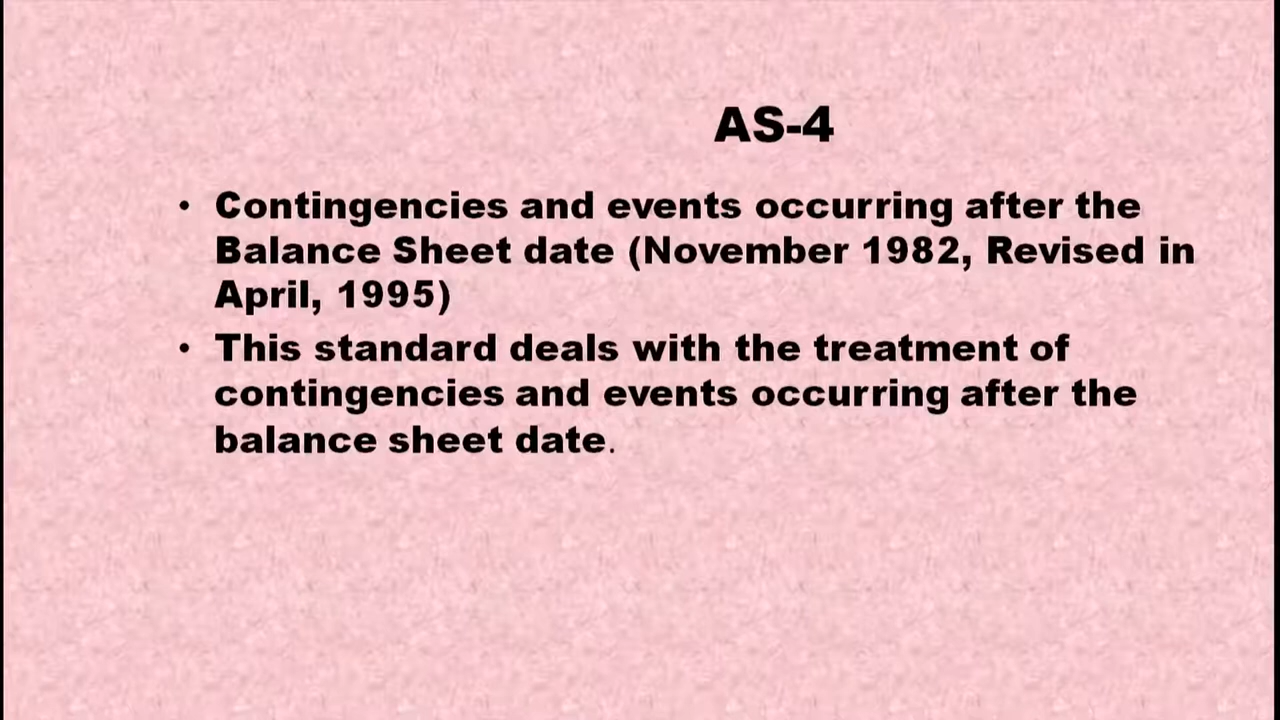 AS-4
• Contingencies and events occurring after the
Balance Sheet date (November 1982, Revised in
April, 1995)
• This standard deals with the treatment of
contingencies and events occurring after the
balance sheet date.